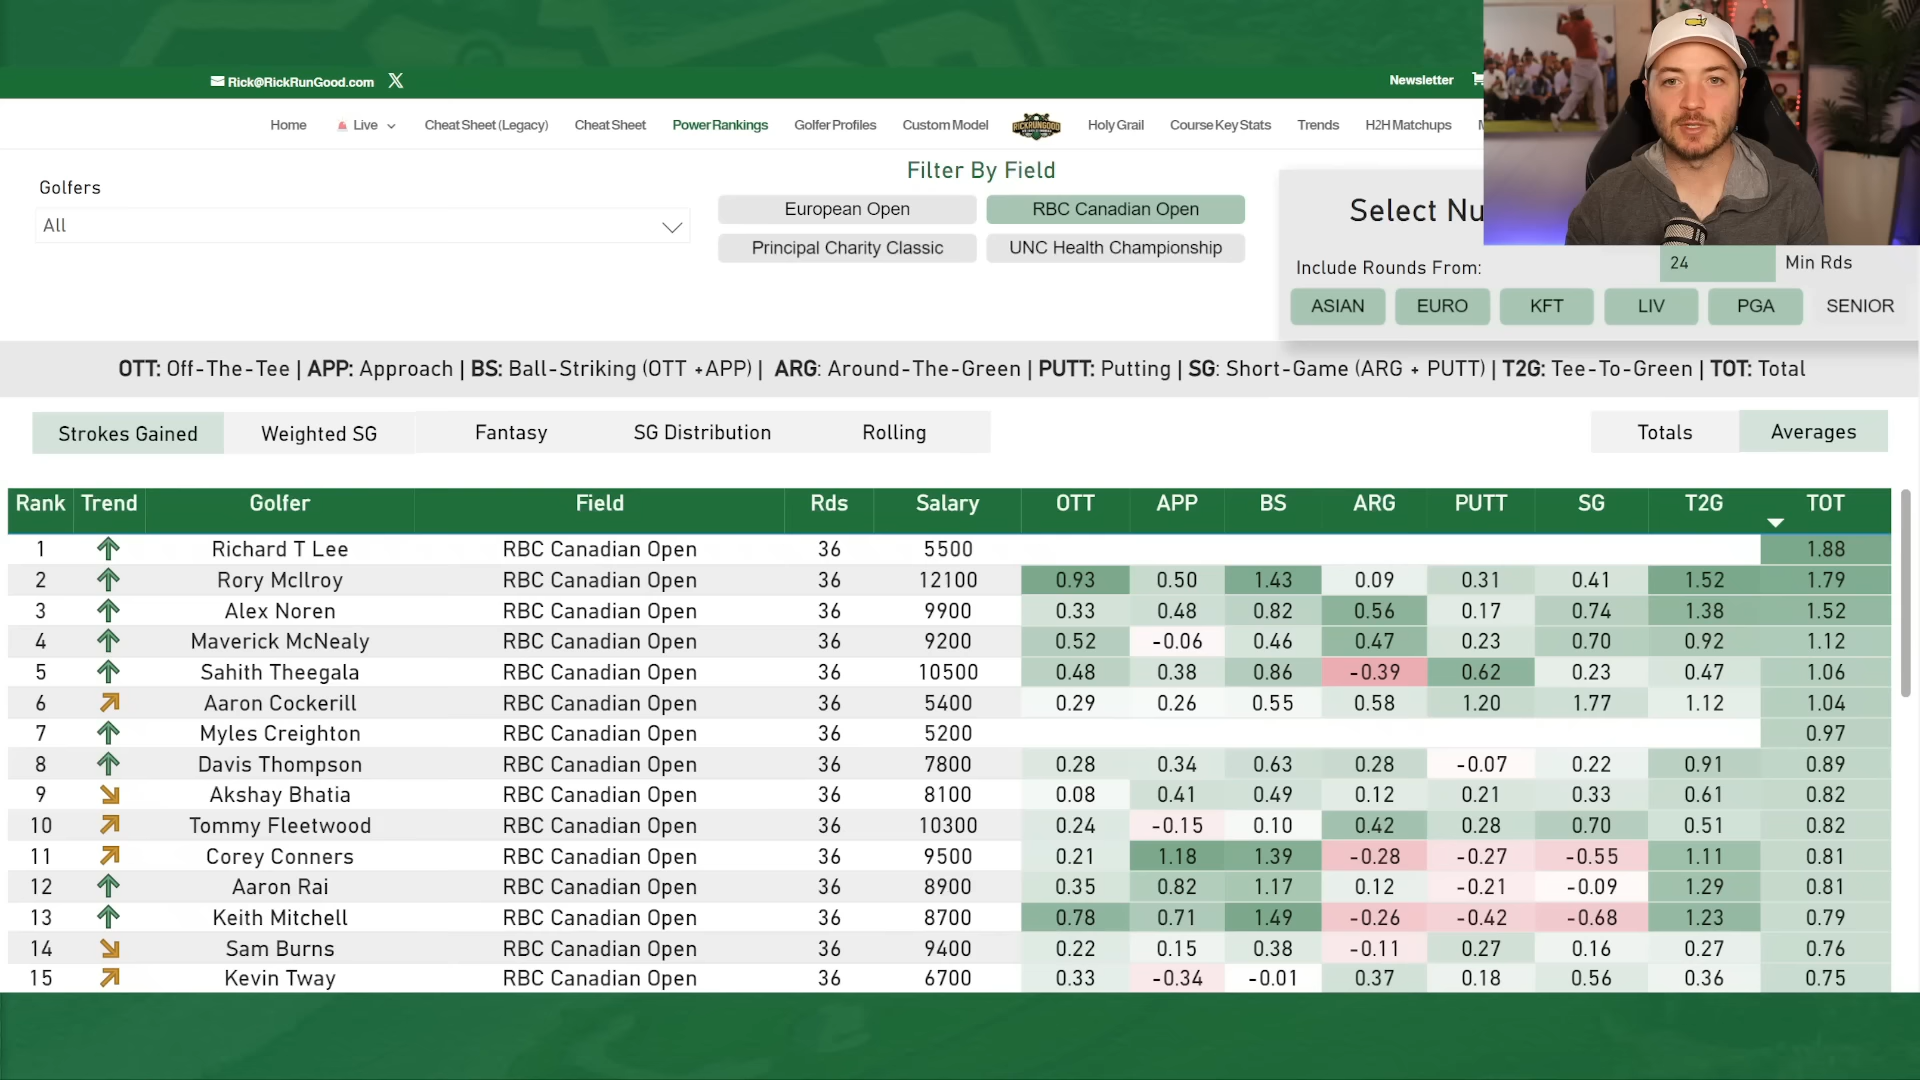 Rick@RickRunGood.com
Newsletter
Home Live Cheat Sheet (Legacy) Cheat Sheet Power Rankings Golfer Profiles Custom Model RICKRUNGOOD Holy Grail Course Key Stats Trends H2H Matchups
Filter By Field
Golfers
All
European Open RBC Canadian Open
Principal Charity Classic UNC Health Championship
Select Nu
Include Rounds From: 24 Min Rds
ASIAN EURO KFT LIV PGA SENIOR
OTT: Off-The-Tee | APP: Approach | BS: Ball-Striking (OTT +APP) | ARG: Around-The-Green | PUTT: Putting | SG: Short-Game (ARG + PUTT) | T2G: Tee-To-Green | TOT: Total
Strokes Gained Weighted SG Fantasy SG Distribution Rolling Totals Averages
Rank Trend Golfer Field Rds Salary OTT APP BS ARG PUTT SG T2G TOT
1 Richard T Lee RBC Canadian Open 36 5500 1.88
2 Rory McIlroy RBC Canadian Open 36 12100 0.93 0.50 1.43 0.09 0.31 0.41 1.52 1.79
3 Alex Noren RBC Canadian Open 36 9900 0.33 0.48 0.82 0.56 0.17 0.74 1.38 1.52
4 Maverick McNealy RBC Canadian Open 36 9200 0.52 -0.06 0.46 0.47 0.23 0.70 0.92 1.12
5 Sahith Theegala RBC Canadian Open 36 10500 0.48 0.38 0.86 -0.39 0.62 0.23 0.47 1.06
6 Aaron Cockerill RBC Canadian Open 36 5400 0.29 0.26 0.55 0.58 1.20 1.77 1.12 1.04
7 Myles Creighton RBC Canadian Open 36 5200 0.97
8 Davis Thompson RBC Canadian Open 36 7800 0.28 0.34 0.63 0.28 -0.07 0.22 0.91 0.89
9 Akshay Bhatia RBC Canadian Open 36 8100 0.08 0.41 0.49 0.12 0.21 0.33 0.61 0.82
10 Tommy Fleetwood RBC Canadian Open 36 10300 0.24 -0.15 0.10 0.42 0.28 0.70 0.51 0.82
11 Corey Conners RBC Canadian Open 36 9500 0.21 1.18 1.39 -0.28 -0.27 -0.55 1.11 0.81
12 Aaron Rai RBC Canadian Open 36 8900 0.35 0.82 1.17 0.12 -0.21 -0.09 1.29 0.81
13 Keith Mitchell RBC Canadian Open 36 8700 0.78 0.71 1.49 -0.26 -0.42 -0.68 1.23 0.79
14 Sam Burns RBC Canadian Open 36 9400 0.22 0.15 0.38 -0.11 0.27 0.16 0.27 0.76
15 Kevin Tway RBC Canadian Open 36 6700 0.33 -0.34 -0.01 0.37 0.18 0.56 0.36 0.75